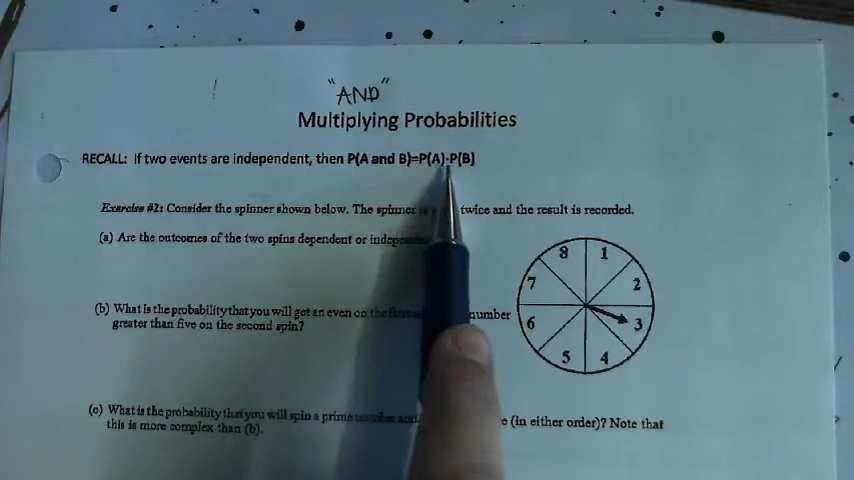 "AND"
Multiplying Probabilities
RECALL: If two events are independent, then P(A and B)=P(A)·P(B)
Exercise #2: Consider the spinner shown below. The spinner is twice and the result is recorded.
(a) Are the outcomes of the two spins dependent or independent
8 1
7 2
6 3
5 4
(b) What is the probability that you will get an even on the number
greater than five on the second spin?
(c) What is the probability that you will spin a prime number and (in either order)? Note that
this is more complex than (b).